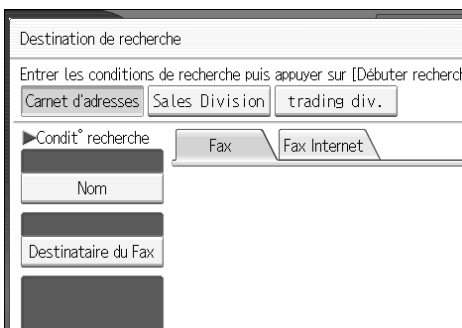 Destination de recherche
Entrer les conditions de recherche puis appuyer sur [Débuter recherch
Carnet d'adresses Sales Division trading div.
▶Condit° recherche
Fax Fax Internet
Nom
Destinataire du Fax